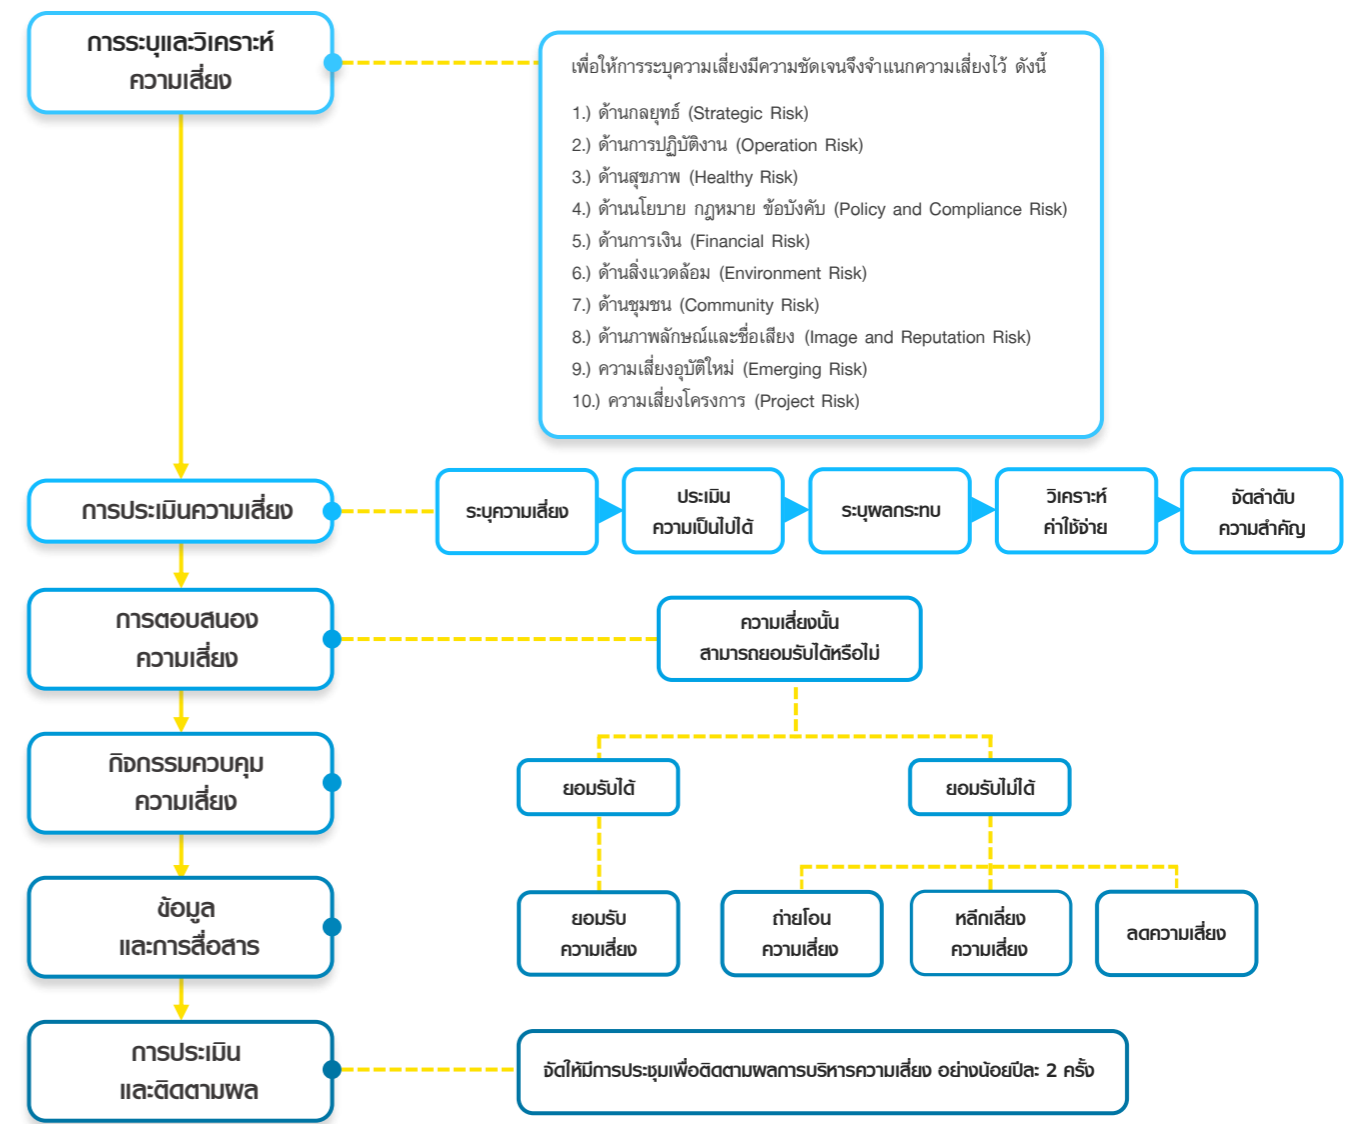 การระบุและวิเคราะห์
ความเสี่ยง
เพื่อให้การระบุความเสี่ยงมีความชัดเจนจึงจำแนกความเสี่ยงไว้ ดังนี้
1.) ด้านกลยุทธ์ (Strategic Risk)
2.) ด้านการปฏิบัติงาน (Operation Risk)
3.) ด้านสุขภาพ (Healthy Risk)
4.) ด้านนโยบาย กฎหมาย ข้อบังคับ (Policy and Compliance Risk)
5.) ด้านการเงิน (Financial Risk)
6.) ด้านสิ่งแวดล้อม (Environment Risk)
7.) ด้านชุมชน (Community Risk)
8.) ด้านภาพลักษณ์และชื่อเสียง (Image and Reputation Risk)
9.) ความเสี่ยงอุบัติใหม่ (Emerging Risk)
10.) ความเสี่ยงโครงการ (Project Risk)
การประเมินความเสี่ยง
ระบุความเสี่ยง
ประเมิน
ความเป็นไปได้
ระบุผลกระทบ
วิเคราะห์
ค่าใช้จ่าย
จัดลำดับ
ความสำคัญ
การตอบสนอง
ความเสี่ยง
ความเสี่ยงนั้น
สามารถยอมรับได้หรือไม่
กิจกรรมควบคุม
ความเสี่ยง
ยอมรับได้
ยอมรับไม่ได้
ข้อมูล
และการสื่อสาร
ยอมรับ
ความเสี่ยง
ถ่ายโอน
ความเสี่ยง
หลีกเลี่ยง
ความเสี่ยง
ลดความเสี่ยง
การประเมิน
และติดตามผล
จัดให้มีการประชุมเพื่อติดตามผลการบริหารความเสี่ยง อย่างน้อยปีละ 2 ครั้ง